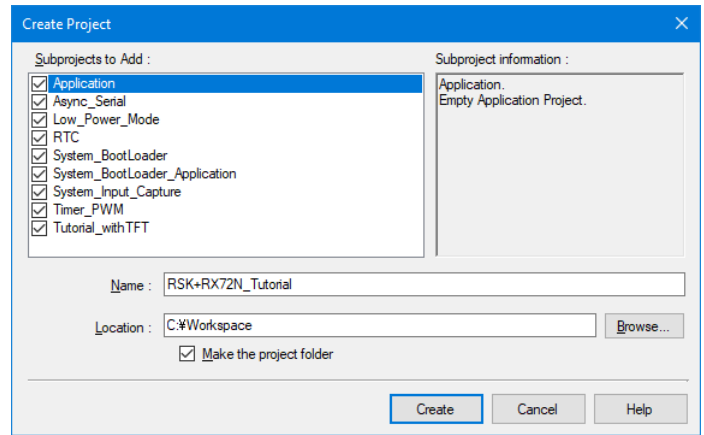 Create Project
Subprojects to Add :
Subproject information :
Application
Async_Serial
Low_Power_Mode
RTC
System_BootLoader
System_BootLoader_Application
System_Input_Capture
Timer_PWM
Tutorial_withTFT
Application.
Empty Application Project.
Name :
RSK+RX72N_Tutorial
Location :
C:¥Workspace
Browse...
Make the project folder
Create
Cancel
Help